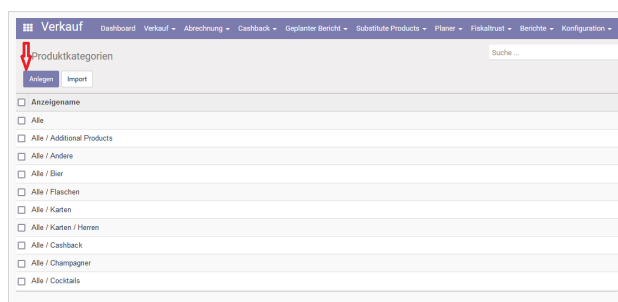 Verkauf Dashboard Verkauf Abrechnung Cashback Geplanter Bericht Substitute Products Planer Fiskaltrust Berichte Konfiguration
Produktkategorien Suche ...
Anlegen Import
Anzeigename
Alle
Alle / Additional Products
Alle / Andere
Alle / Bier
Alle / Flaschen
Alle / Karten
Alle / Karten / Herren
Alle / Cashback
Alle / Champagner
Alle / Cocktails